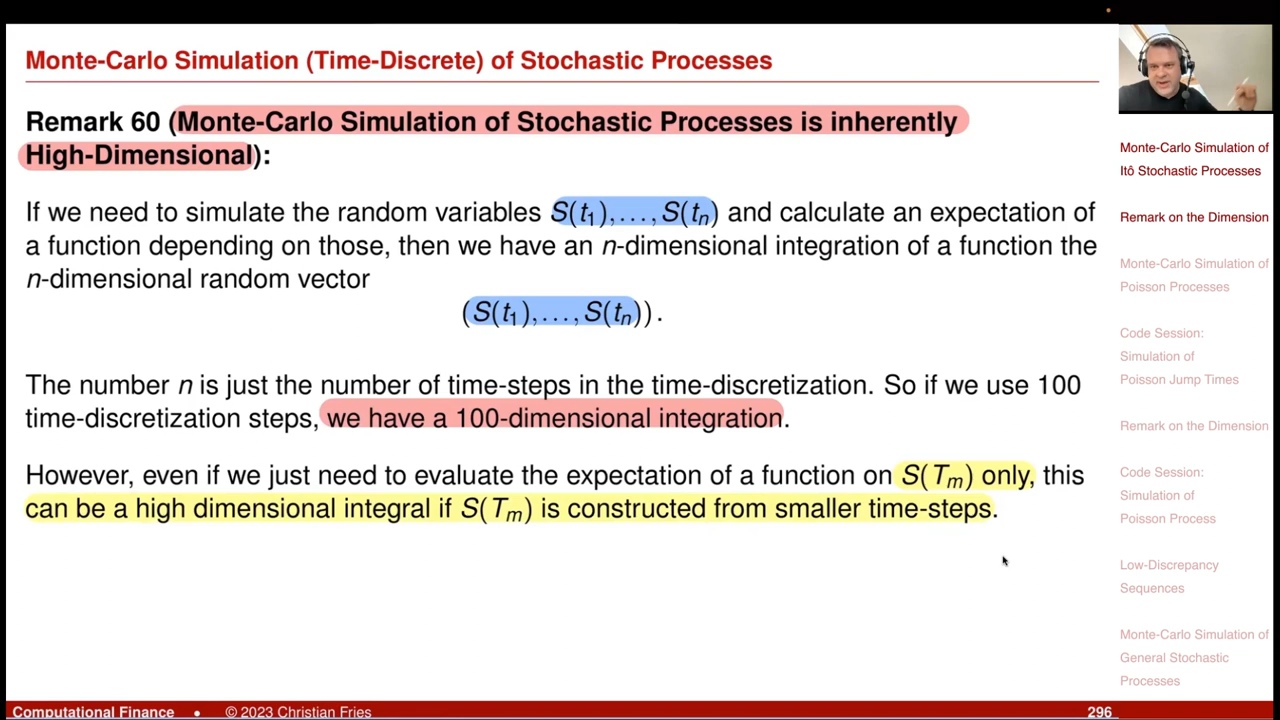 Monte-Carlo Simulation (Time-Discrete) of Stochastic Processes
Remark 60 (Monte-Carlo Simulation of Stochastic Processes is inherently
High-Dimensional):
If we need to simulate the random variables S(t₁),...,S(tₙ) and calculate an expectation of
a function depending on those, then we have an n-dimensional integration of a function the
n-dimensional random vector
(S(t₁),...,S(tₙ)).
The number n is just the number of time-steps in the time-discretization. So if we use 100
time-discretization steps, we have a 100-dimensional integration.
However, even if we just need to evaluate the expectation of a function on S(Tₘ) only, this
can be a high dimensional integral if S(Tₘ) is constructed from smaller time-steps.
Monte-Carlo Simulation of
Itô Stochastic Processes
Remark on the Dimension
Monte-Carlo Simulation of
Poisson Processes
Code Session:
Simulation of
Poisson Jump Times
Remark on the Dimension
Code Session:
Simulation of
Poisson Process
Low-Discrepancy
Sequences
Monte-Carlo Simulation of
General Stochastic
Processes
Computational Finance • © 2023 Christian Fries 296